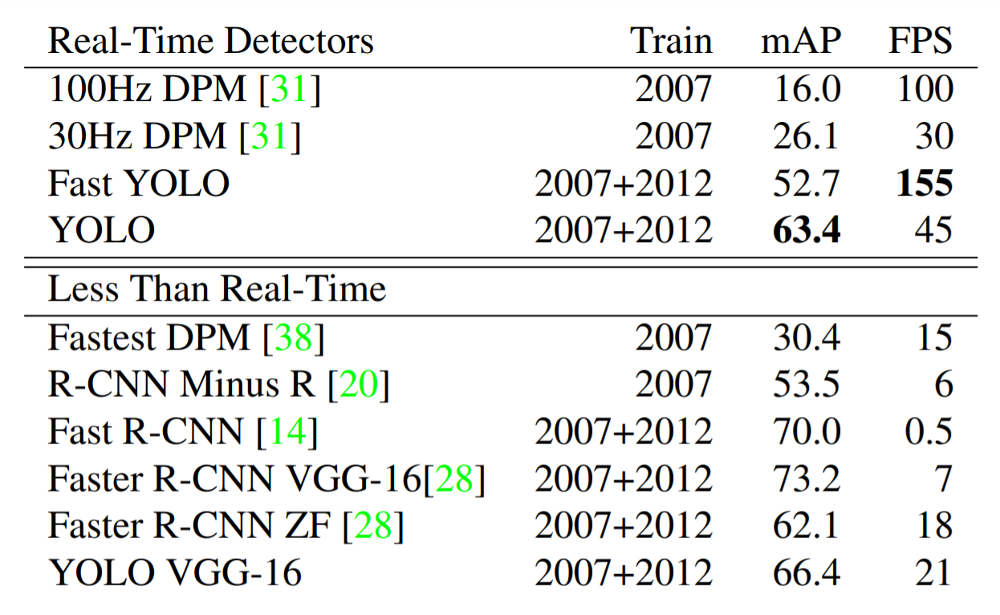 Real-Time Detectors Train mAP FPS
100Hz DPM [31] 2007 16.0 100
30Hz DPM [31] 2007 26.1 30
Fast YOLO 2007+2012 52.7 155
YOLO 2007+2012 63.4 45
Less Than Real-Time
Fastest DPM [38] 2007 30.4 15
R-CNN Minus R [20] 2007 53.5 6
Fast R-CNN [14] 2007+2012 70.0 0.5
Faster R-CNN VGG-16[28] 2007+2012 73.2 7
Faster R-CNN ZF [28] 2007+2012 62.1 18
YOLO VGG-16 2007+2012 66.4 21